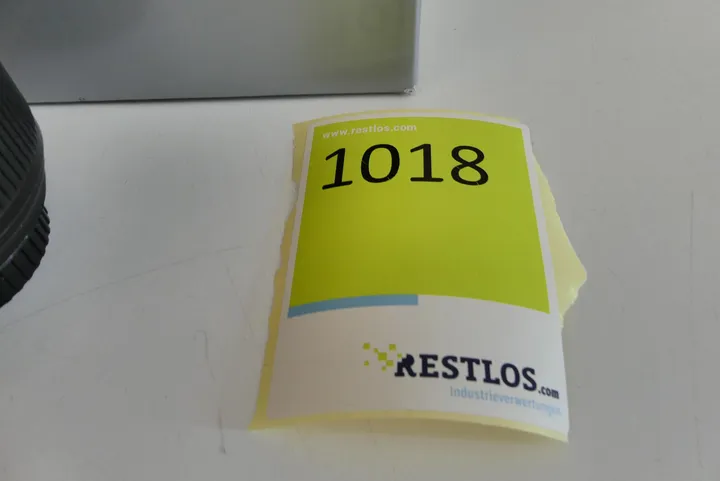 www.restlos.com
1018
RESTLOS.com
industrieverwertungen.